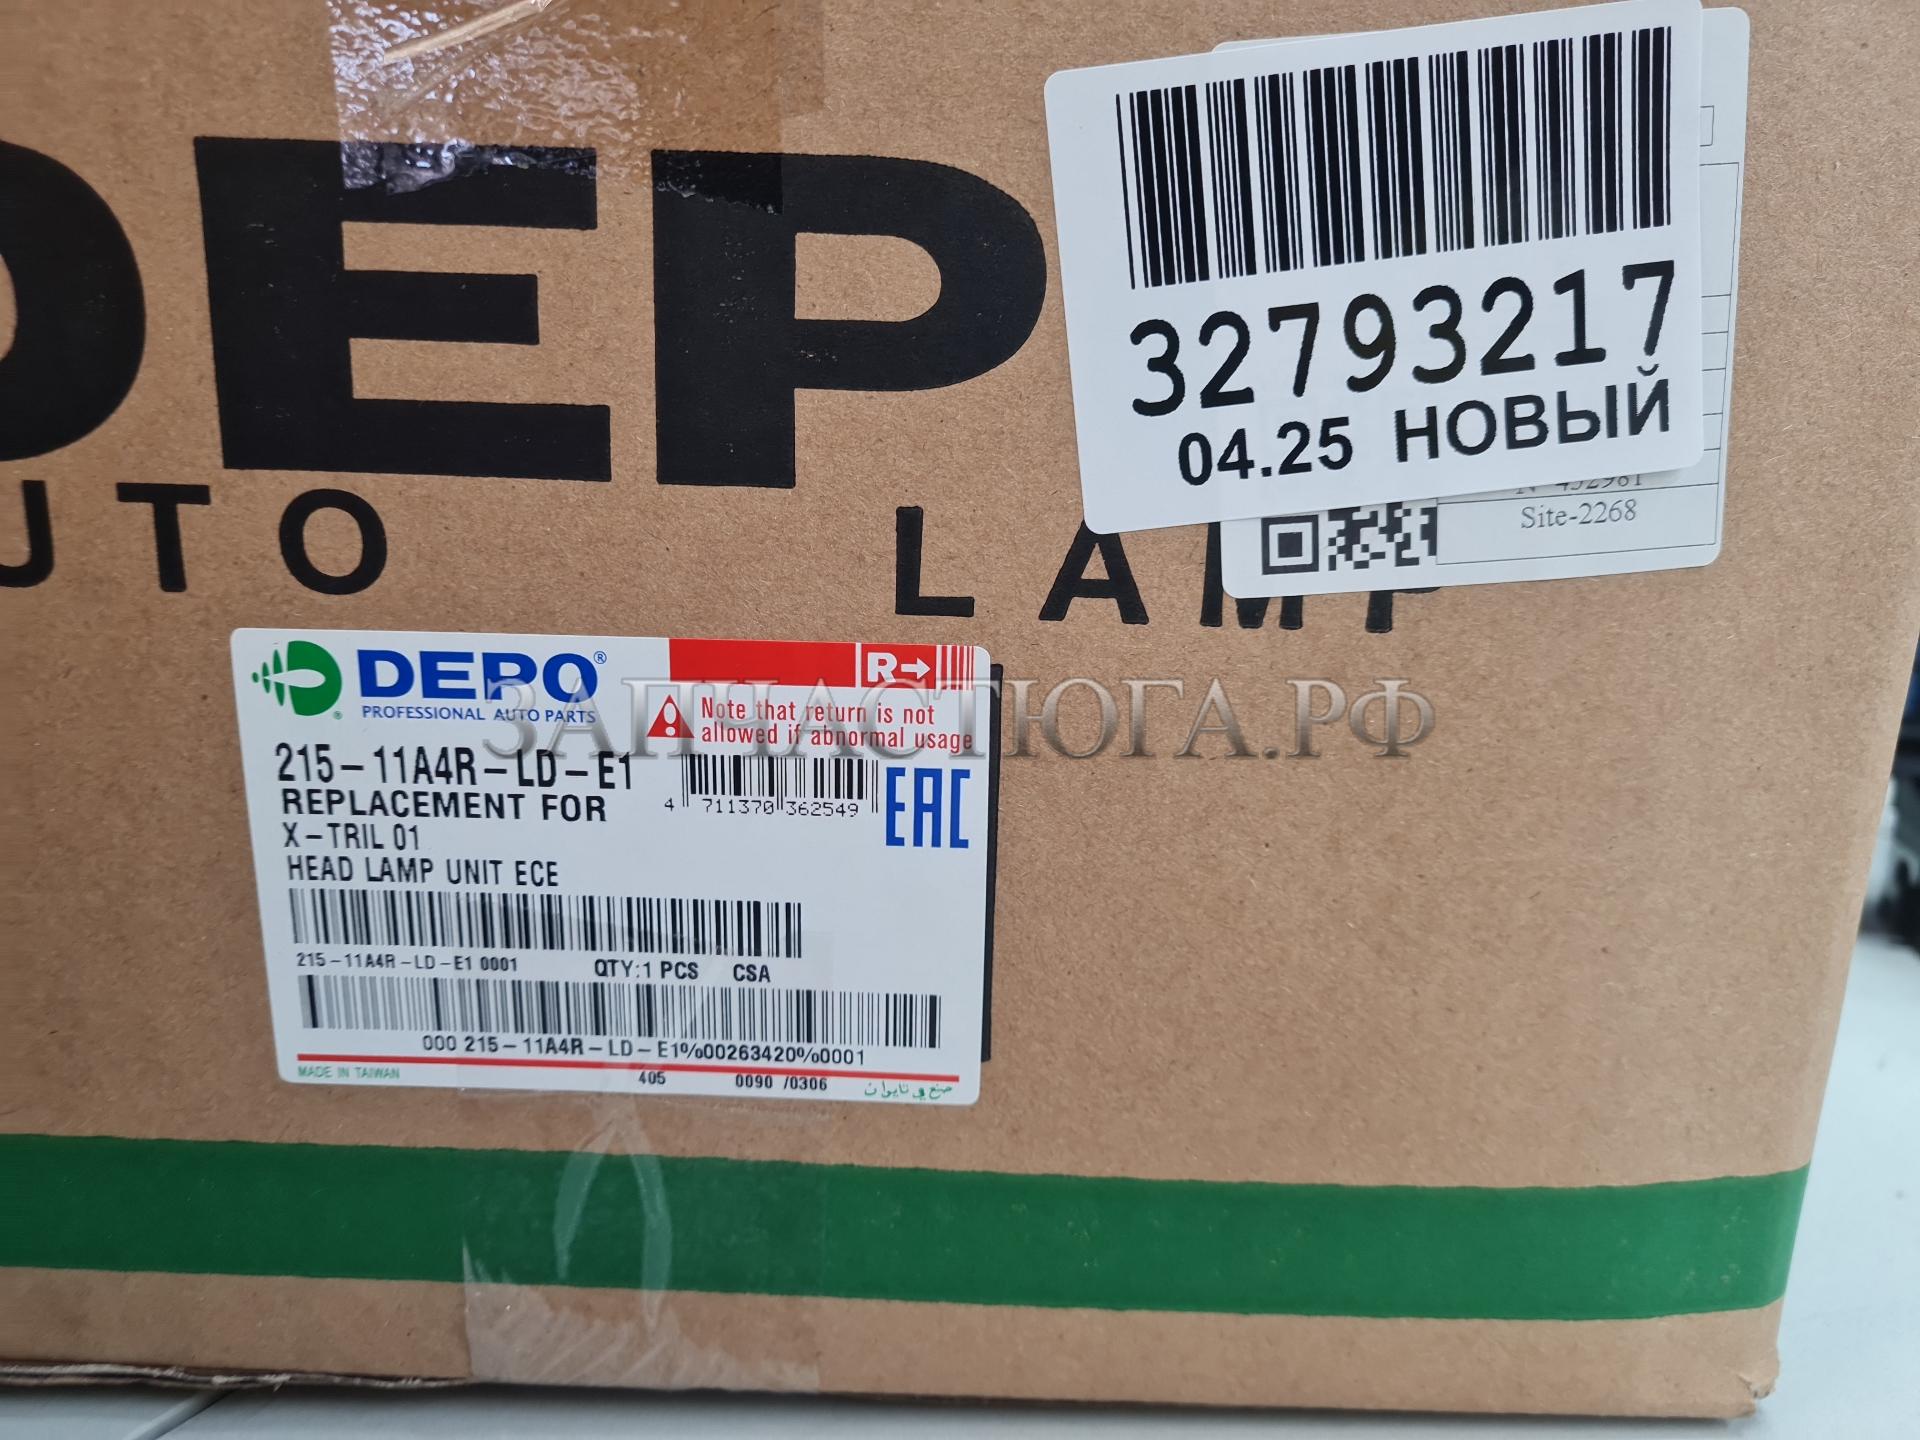 DEP
UTO LAMP
32793217
04.25 НОВЫЙ
Site-2268
DEPO®
PROFESSIONAL AUTO PARTS
R→
Note that return is not
allowed if abnormal usage
ЗАПЧАСТЮГА.РФ
215-11A4R-LD-E1
REPLACEMENT FOR
X-TRIL 01
HEAD LAMP UNIT ECE
4 711370 362549
EAC
215-11A4R-LD-E1 0001 QTY:1 PCS CSA
000 215-11A4R-LD-E1%00263420%0001
MADE IN TAIWAN 405 0090 /0306 صنع في تايوان